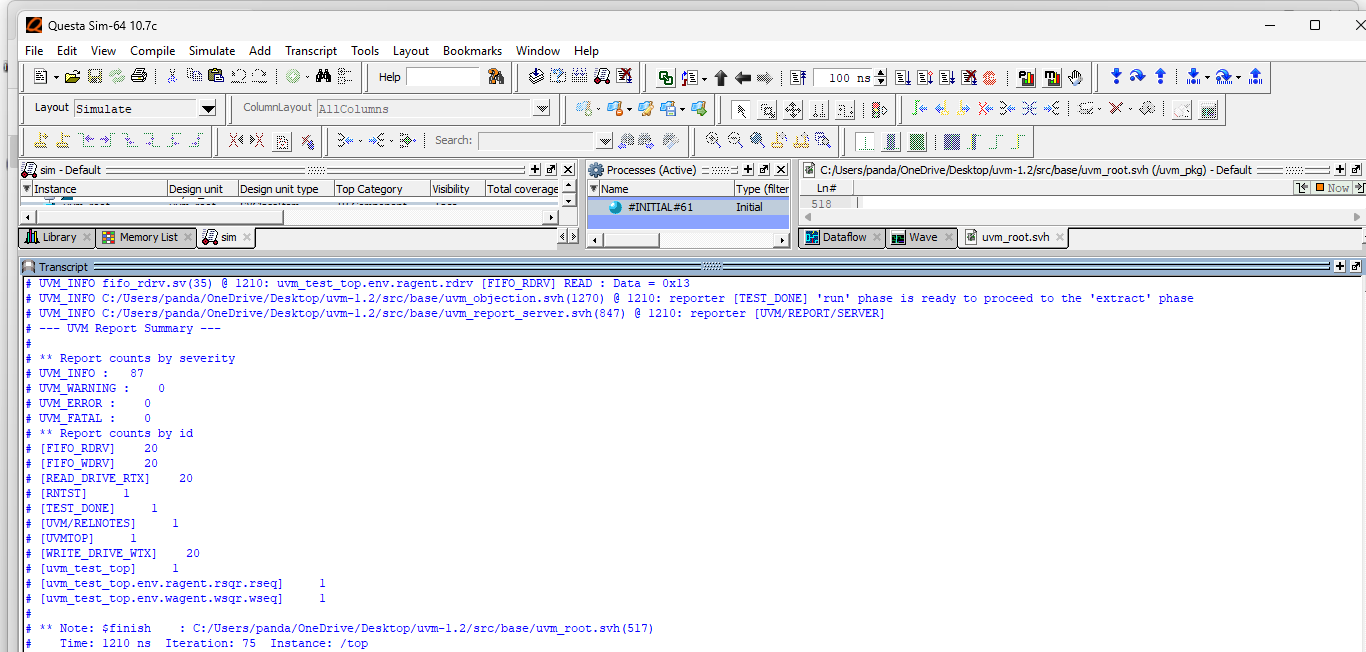 Questa Sim-64 10.7c
File Edit View Compile Simulate Add Transcript Tools Layout Bookmarks Window Help
Help
100 ns
Layout Simulate
ColumnLayout AllColumns
Search:
sim - Default
Processes (Active)
C:/Users/panda/OneDrive/Desktop/uvm-1.2/src/base/uvm_root.svh (/uvm_pkg) - Default
Instance Design unit Design unit type Top Category Visibility Total coverage
Name Type (filter
Ln# Now
#INITIAL#61 Initial
518
Library Memory List sim
Dataflow Wave uvm_root.svh
Transcript
# UVM_INFO fifo_rdrv.sv(35) @ 1210: uvm_test_top.env.ragent.rdrv [FIFO_RDRV] READ : Data = 0x13
# UVM_INFO C:/Users/panda/OneDrive/Desktop/uvm-1.2/src/base/uvm_objection.svh(1270) @ 1210: reporter [TEST_DONE] 'run' phase is ready to proceed to the 'extract' phase
# UVM_INFO C:/Users/panda/OneDrive/Desktop/uvm-1.2/src/base/uvm_report_server.svh(847) @ 1210: reporter [UVM/REPORT/SERVER]
# --- UVM Report Summary ---
#
# ** Report counts by severity
# UVM_INFO : 87
# UVM_WARNING : 0
# UVM_ERROR : 0
# UVM_FATAL : 0
# ** Report counts by id
# [FIFO_RDRV] 20
# [FIFO_WDRV] 20
# [READ_DRIVE_RTX] 20
# [RNTST] 1
# [TEST_DONE] 1
# [UVM/RELNOTES] 1
# [UVMTOP] 1
# [WRITE_DRIVE_WTX] 20
# [uvm_test_top] 1
# [uvm_test_top.env.ragent.rsqr.rseq] 1
# [uvm_test_top.env.wagent.wsqr.wseq] 1
#
# ** Note: $finish : C:/Users/panda/OneDrive/Desktop/uvm-1.2/src/base/uvm_root.svh(517)
# Time: 1210 ns Iteration: 75 Instance: /top